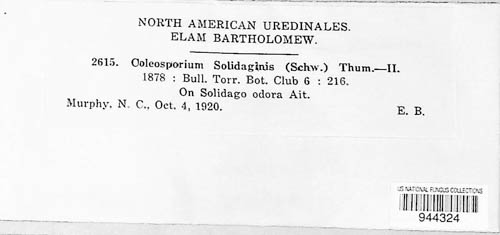 NORTH AMERICAN UREDINALES.
ELAM BARTHOLOMEW.
2615. Coleosporium Solidaginis (Schw.) Thum.—II.
1878 : Bull. Torr. Bot. Club 6 : 216.
On Solidago odora Ait.
Murphy, N. C., Oct. 4, 1920. E. B.
US NATIONAL FUNGUS COLLECTIONS
944324